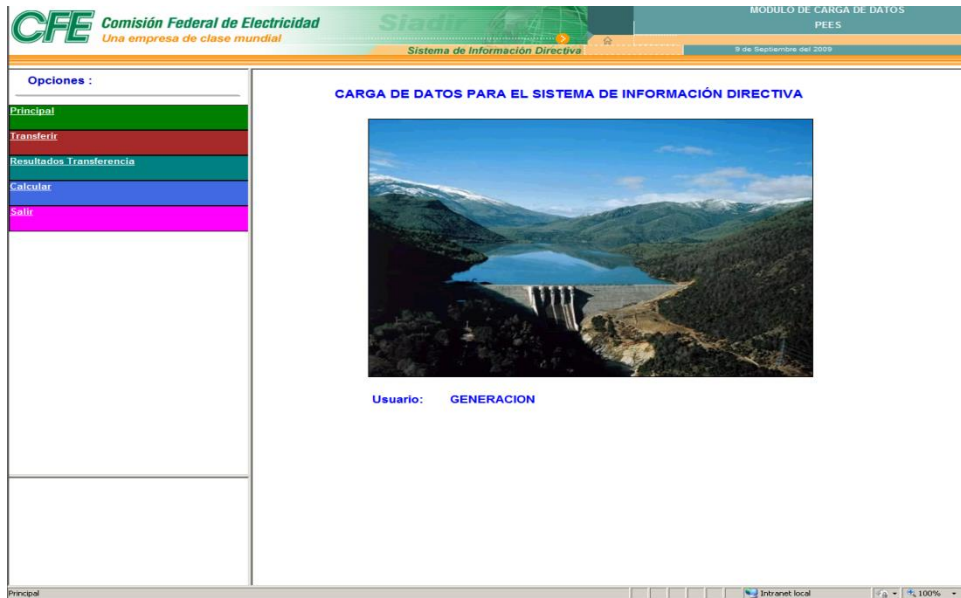 CFE
Comisión Federal de Electricidad
Una empresa de clase mundial
Siadir
Sistema de Información Directiva
MODULO DE CARGA DE DATOS
PEES
9 de Septiembre del 2009
Opciones :
Principal
Transferir
Resultados Transferencia
Calcular
Salir
CARGA DE DATOS PARA EL SISTEMA DE INFORMACIÓN DIRECTIVA
Usuario: GENERACION
Principal
Intranet local
100%